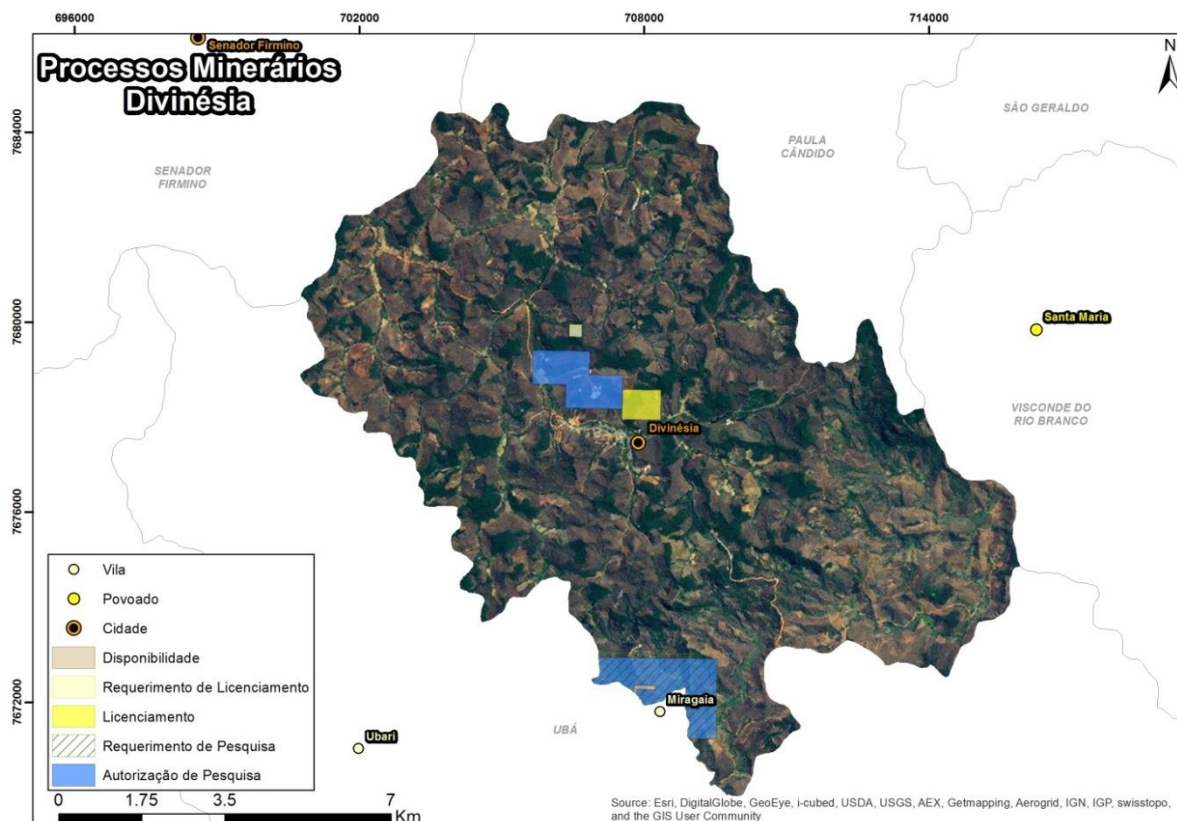 696000
702000
708000
714000
Senador Firmino
Processos Minerários
Divinésia
N
7684000
7680000
7676000
7672000
SENADOR
FIRMINO
PAULA
CÂNDIDO
SÃO GERALDO
Santa Maria
VISCONDE DO
RIO BRANCO
Divinésia
Miragaia
UBÁ
Ubari
Vila
Povoado
Cidade
Disponibilidade
Requerimento de Licenciamento
Licenciamento
Requerimento de Pesquisa
Autorização de Pesquisa
0 1.75 3.5 7
Km
Source: Esri, DigitalGlobe, GeoEye, i-cubed, USDA, USGS, AEX, Getmapping, Aerogrid, IGN, IGP, swisstopo,
and the GIS User Community